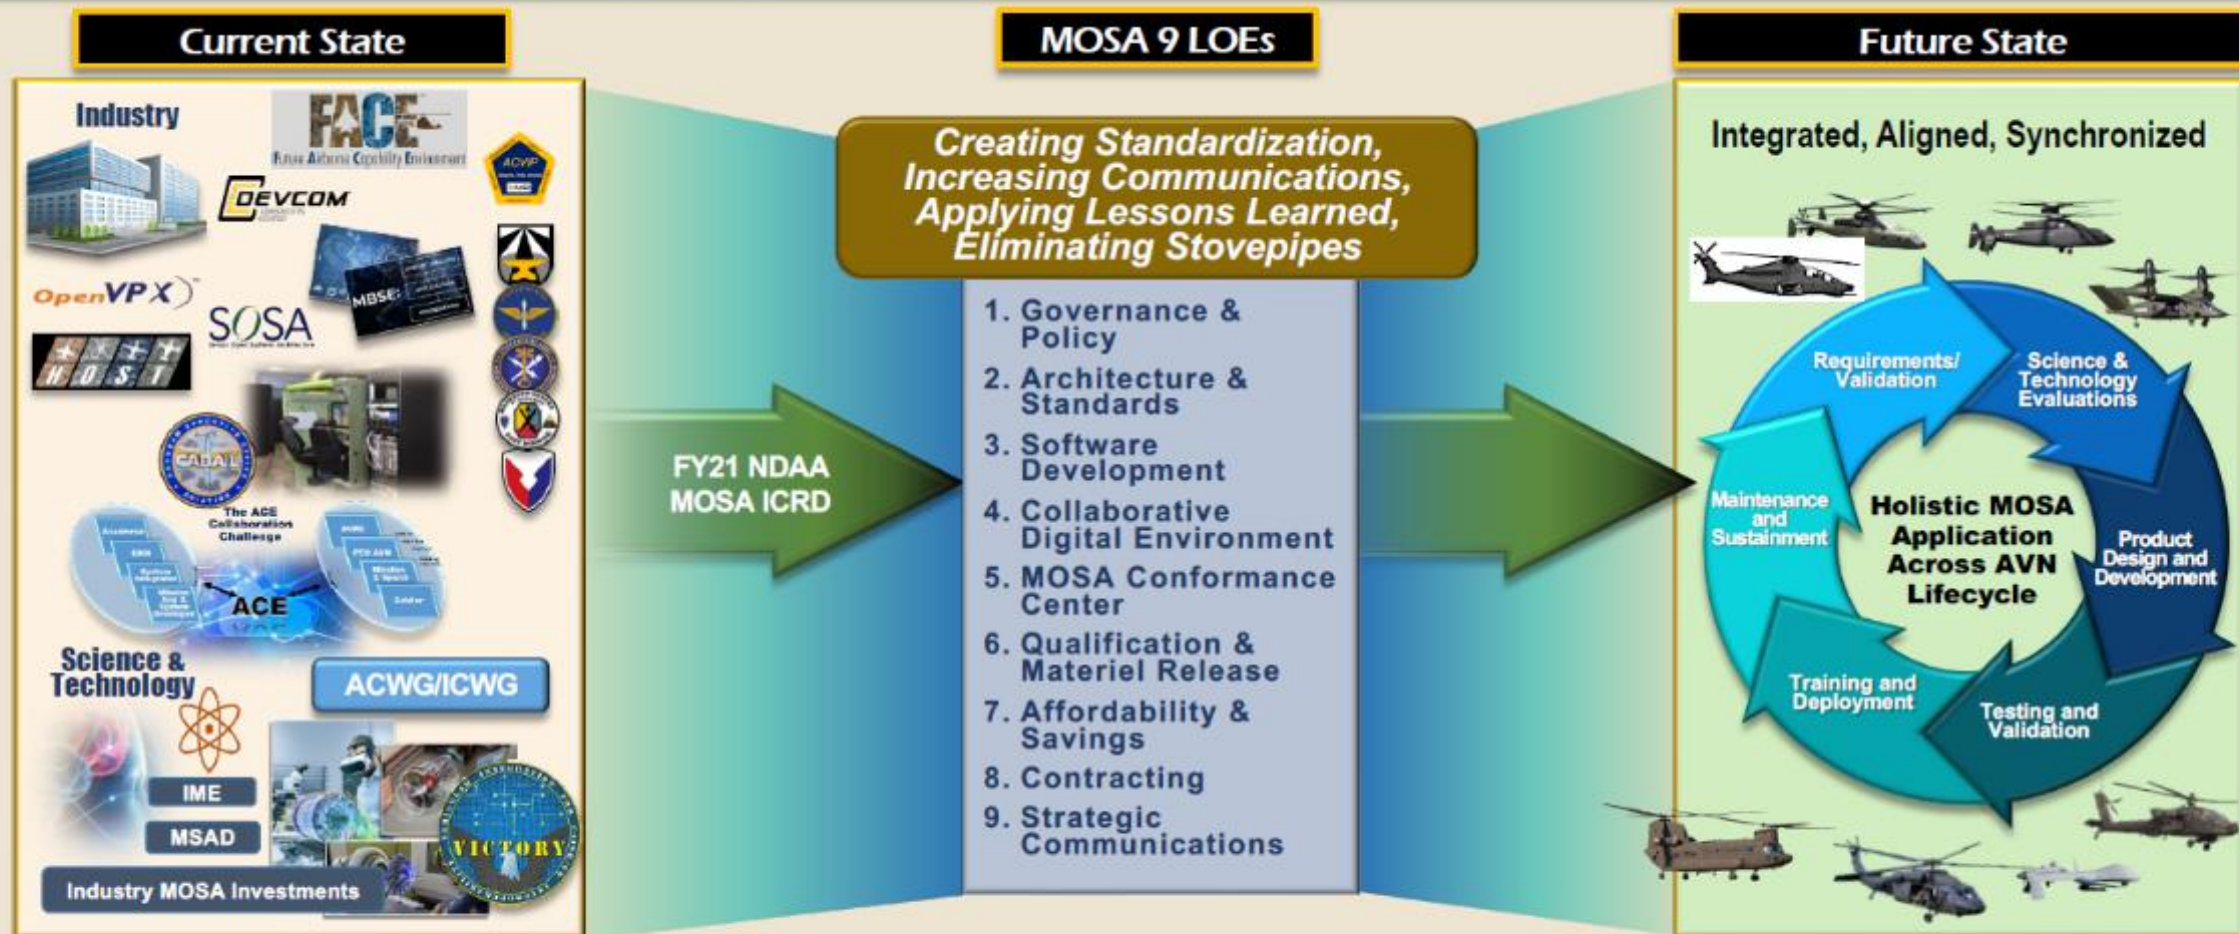 Current State
MOSA 9 LOEs
Future State
Industry
FACE
Future Airborne Capability Environment
ACVIP
DEVCOM
MBSE:
OpenVPX
SOSA
HOST
CADA
The ACE
Collaboration
Challenge
ACE
Science &
Technology
ACWG/ICWG
IME
MSAD
VICTORY
Industry MOSA Investments
FY21 NDAA
MOSA ICRD
Creating Standardization,
Increasing Communications,
Applying Lessons Learned,
Eliminating Stovepipes
1. Governance &
Policy
2. Architecture &
Standards
3. Software
Development
4. Collaborative
Digital Environment
5. MOSA Conformance
Center
6. Qualification &
Materiel Release
7. Affordability &
Savings
8. Contracting
9. Strategic
Communications
Integrated, Aligned, Synchronized
Requirements/
Validation
Science &
Technology
Evaluations
Product
Design and
Development
Testing and
Validation
Training and
Deployment
Maintenance
and
Sustainment
Holistic MOSA
Application
Across AVN
Lifecycle